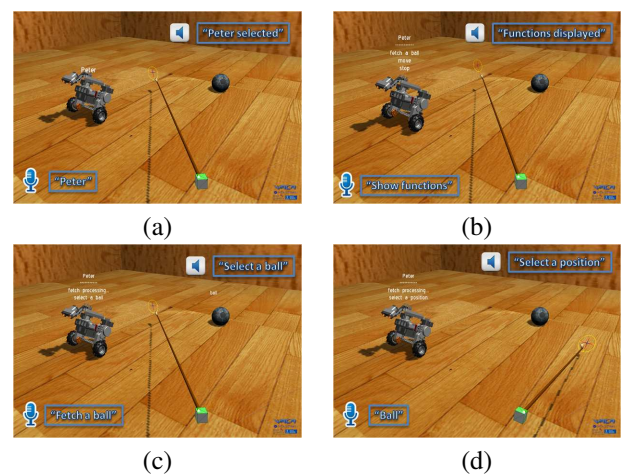 "Peter selected"
Peter
"Peter"
(a)
"Functions displayed"
Peter
fetch a ball
move
stop
"Show functions"
(b)
"Select a ball"
Peter
fetch processing...
select a ball
ball
"Fetch a ball"
(c)
"Select a position"
Peter
fetch processing...
select a position
"Ball"
(d)